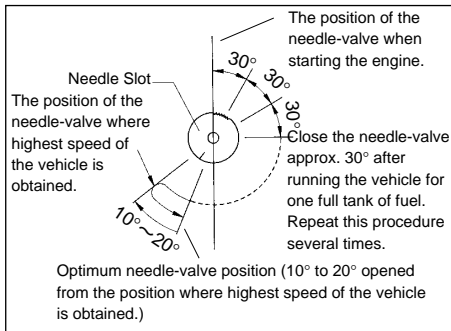 The position of the
needle-valve when
starting the engine.
30°
30°
30°
Needle Slot
The position of the
needle-valve where
highest speed of
the vehicle is
obtained.
Close the needle-valve
approx. 30° after
running the vehicle for
one full tank of fuel.
Repeat this procedure
several times.
10°～20°
Optimum needle-valve position (10° to 20° opened
from the position where highest speed of the vehicle
is obtained.)